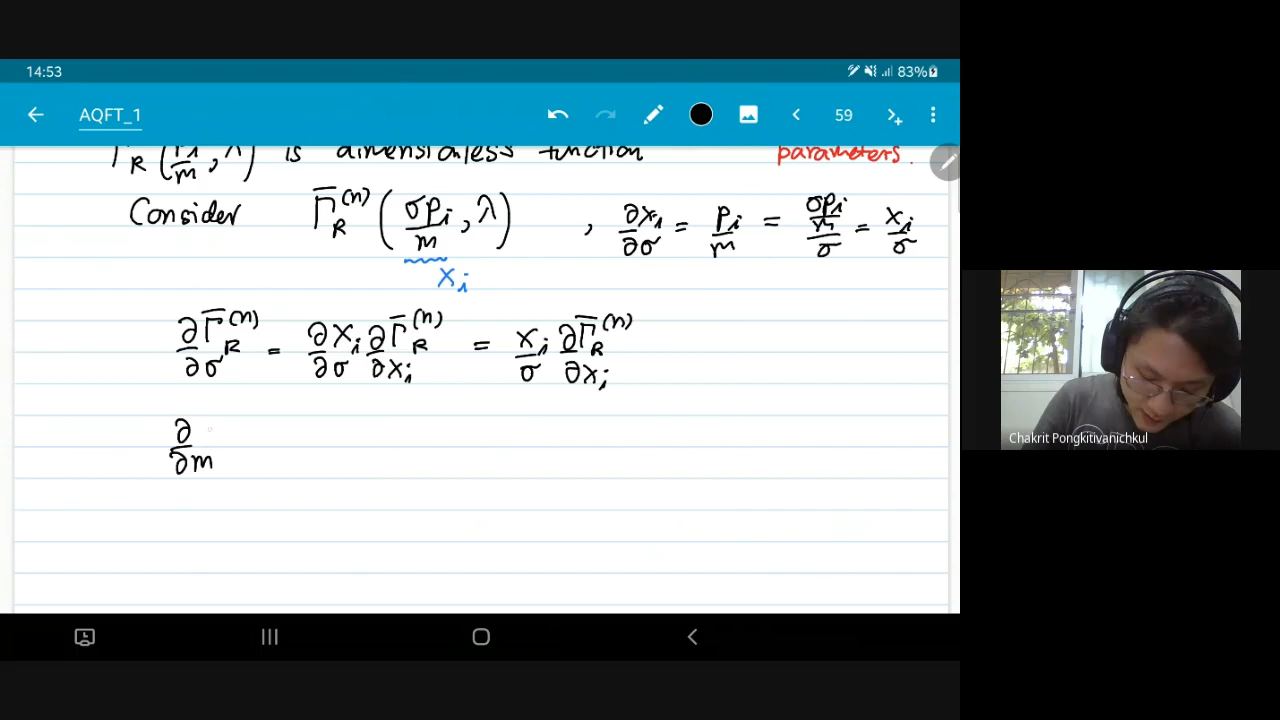 14:53 83%
AQFT_1 59
Γ_R (p_i/m, λ) is dimensionless function parameters.
Consider Γ̅_R^(n) (σp_i/m, λ) , ∂x_i/∂σ = p_i/m = (σp_i/m)/σ = x_i/σ
x_i
∂Γ̅_R^(n)/∂σ = ∂x_i/∂σ ∂Γ̅_R^(n)/∂x_i = x_i/σ ∂Γ̅_R^(n)/∂x_i
∂/∂m
Chakrit Pongkitivanichkul